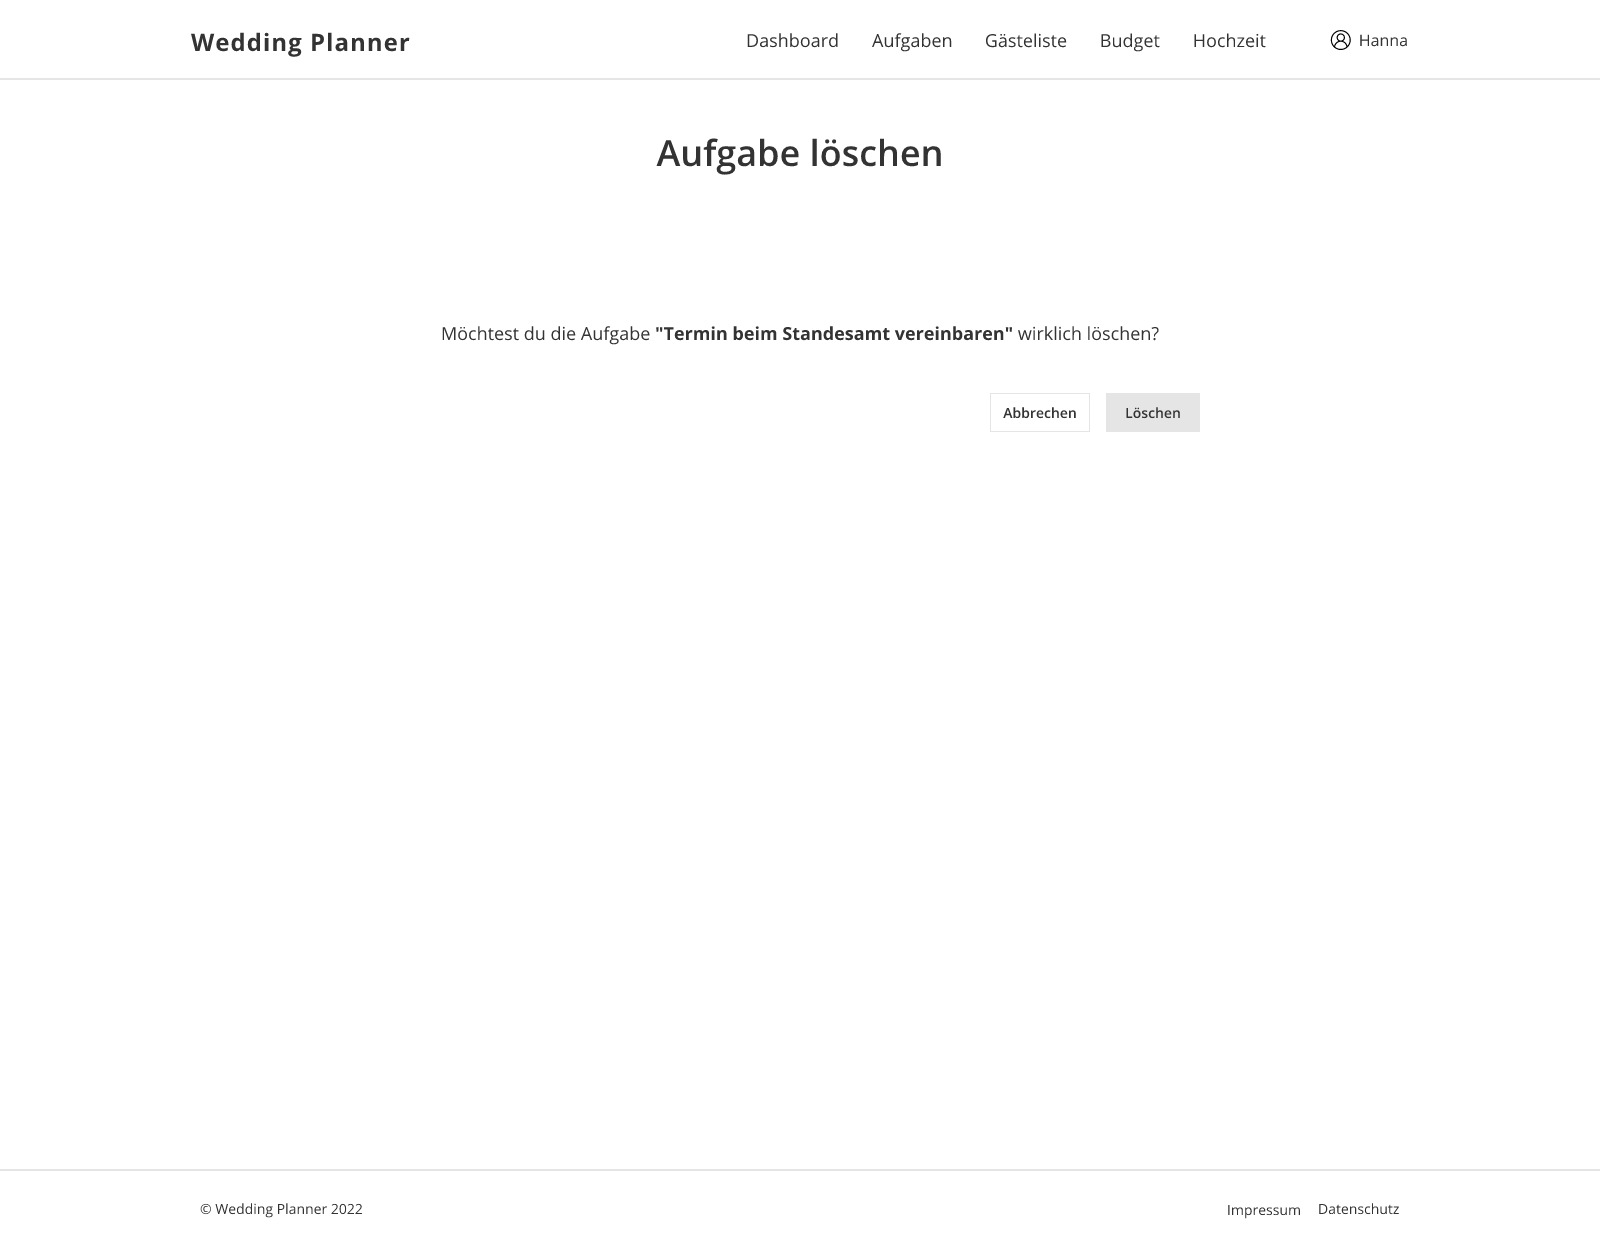 Wedding Planner
Dashboard Aufgaben Gästeliste Budget Hochzeit Hanna
Aufgabe löschen
Möchtest du die Aufgabe "Termin beim Standesamt vereinbaren" wirklich löschen?
Abbrechen Löschen
© Wedding Planner 2022
Impressum Datenschutz